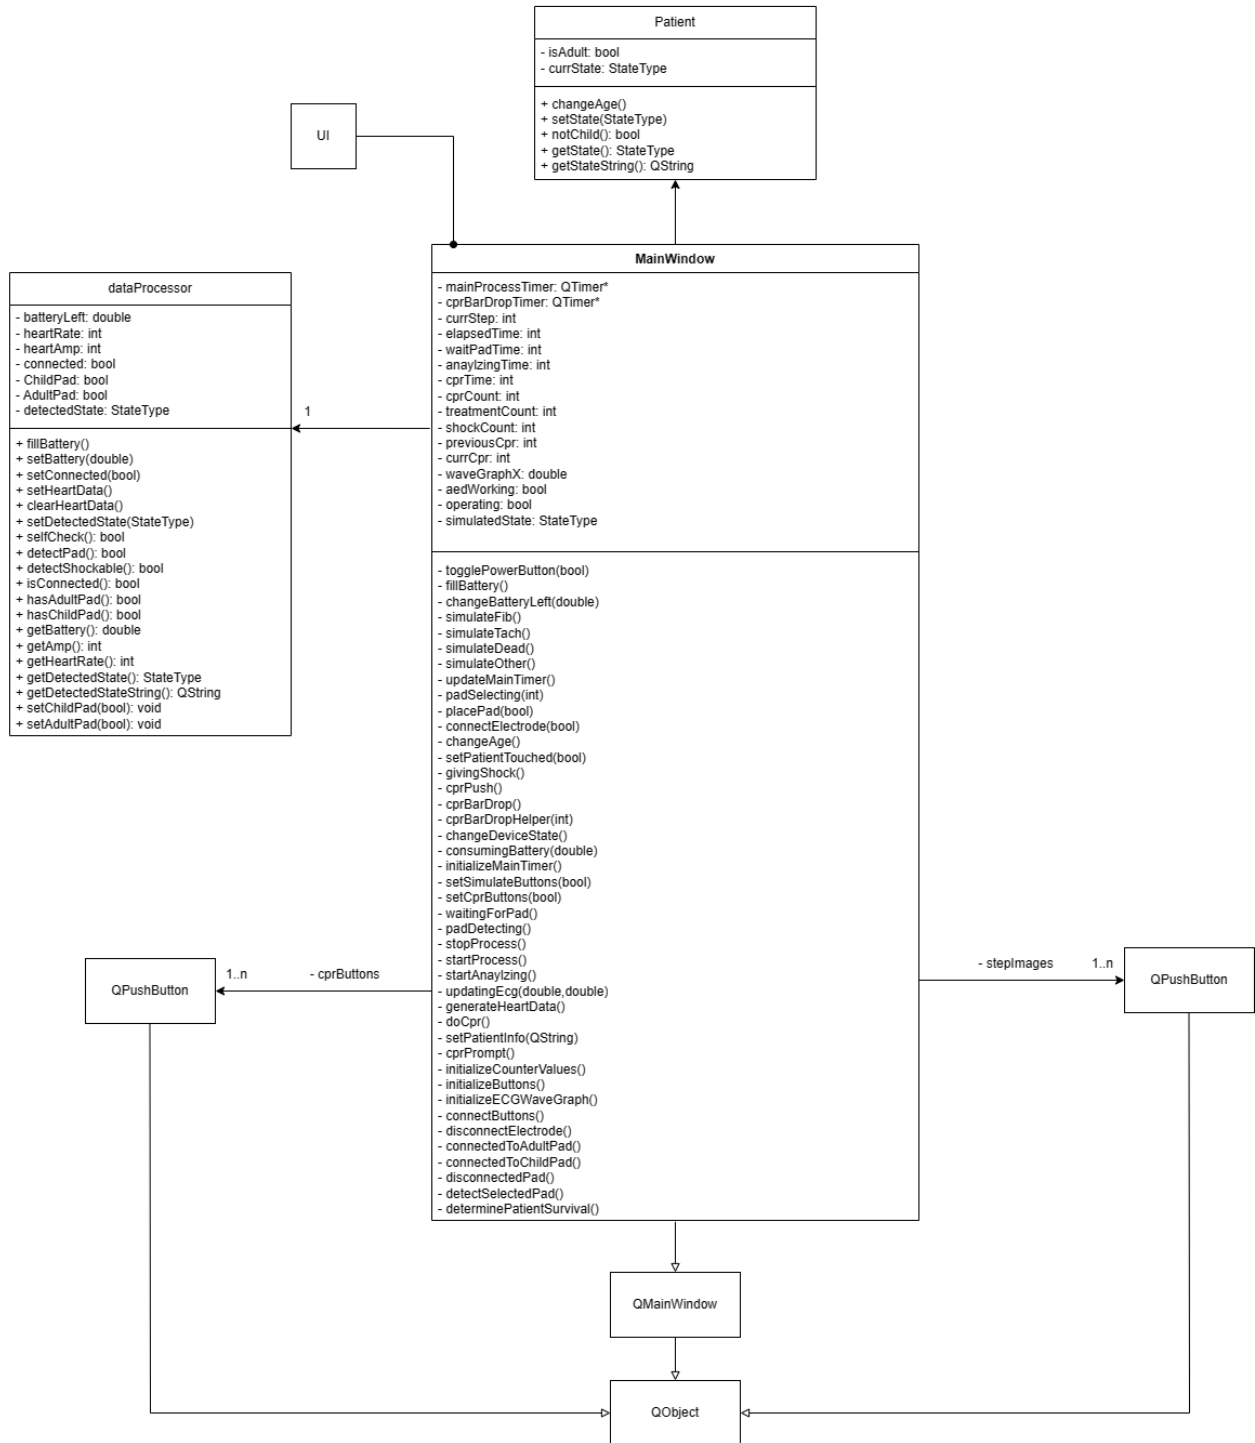 Patient
- isAdult: bool
- currState: StateType
+ changeAge()
+ setState(StateType)
+ notChild(): bool
+ getState(): StateType
+ getStateString(): QString
UI
MainWindow
- mainProcessTimer: QTimer*
- cprBarDropTimer: QTimer*
- currStep: int
- elapsedTime: int
- waitPadTime: int
- anaylzingTime: int
- cprTime: int
- cprCount: int
- treatmentCount: int
- shockCount: int
- previousCpr: int
- currCpr: int
- waveGraphX: double
- aedWorking: bool
- operating: bool
- simulatedState: StateType
- togglePowerButton(bool)
- fillBattery()
- changeBatteryLeft(double)
- simulateFib()
- simulateTach()
- simulateDead()
- simulateOther()
- updateMainTimer()
- padSelecting(int)
- placePad(bool)
- connectElectrode(bool)
- changeAge()
- setPatientTouched(bool)
- givingShock()
- cprPush()
- cprBarDrop()
- cprBarDropHelper(int)
- changeDeviceState()
- consumingBattery(double)
- initializeMainTimer()
- setSimulateButtons(bool)
- setCprButtons(bool)
- waitingForPad()
- padDetecting()
- stopProcess()
- startProcess()
- startAnaylzing()
- updatingEcg(double,double)
- generateHeartData()
- doCpr()
- setPatientInfo(QString)
- cprPrompt()
- initializeCounterValues()
- initializeButtons()
- initializeECGWaveGraph()
- connectButtons()
- disconnectElectrode()
- connectedToAdultPad()
- connectedToChildPad()
- disconnectedPad()
- detectSelectedPad()
- determinePatientSurvival()
dataProcessor
- batteryLeft: double
- heartRate: int
- heartAmp: int
- connected: bool
- ChildPad: bool
- AdultPad: bool
- detectedState: StateType
+ fillBattery()
+ setBattery(double)
+ setConnected(bool)
+ setHeartData()
+ clearHeartData()
+ setDetectedState(StateType)
+ selfCheck(): bool
+ detectPad(): bool
+ detectShockable(): bool
+ isConnected(): bool
+ hasAdultPad(): bool
+ hasChildPad(): bool
+ getBattery(): double
+ getAmp(): int
+ getHeartRate(): int
+ getDetectedState(): StateType
+ getDetectedStateString(): QString
+ setChildPad(bool): void
+ setAdultPad(bool): void
1
QPushButton
1..n
- cprButtons
- stepImages
1..n
QPushButton
QMainWindow
QObject